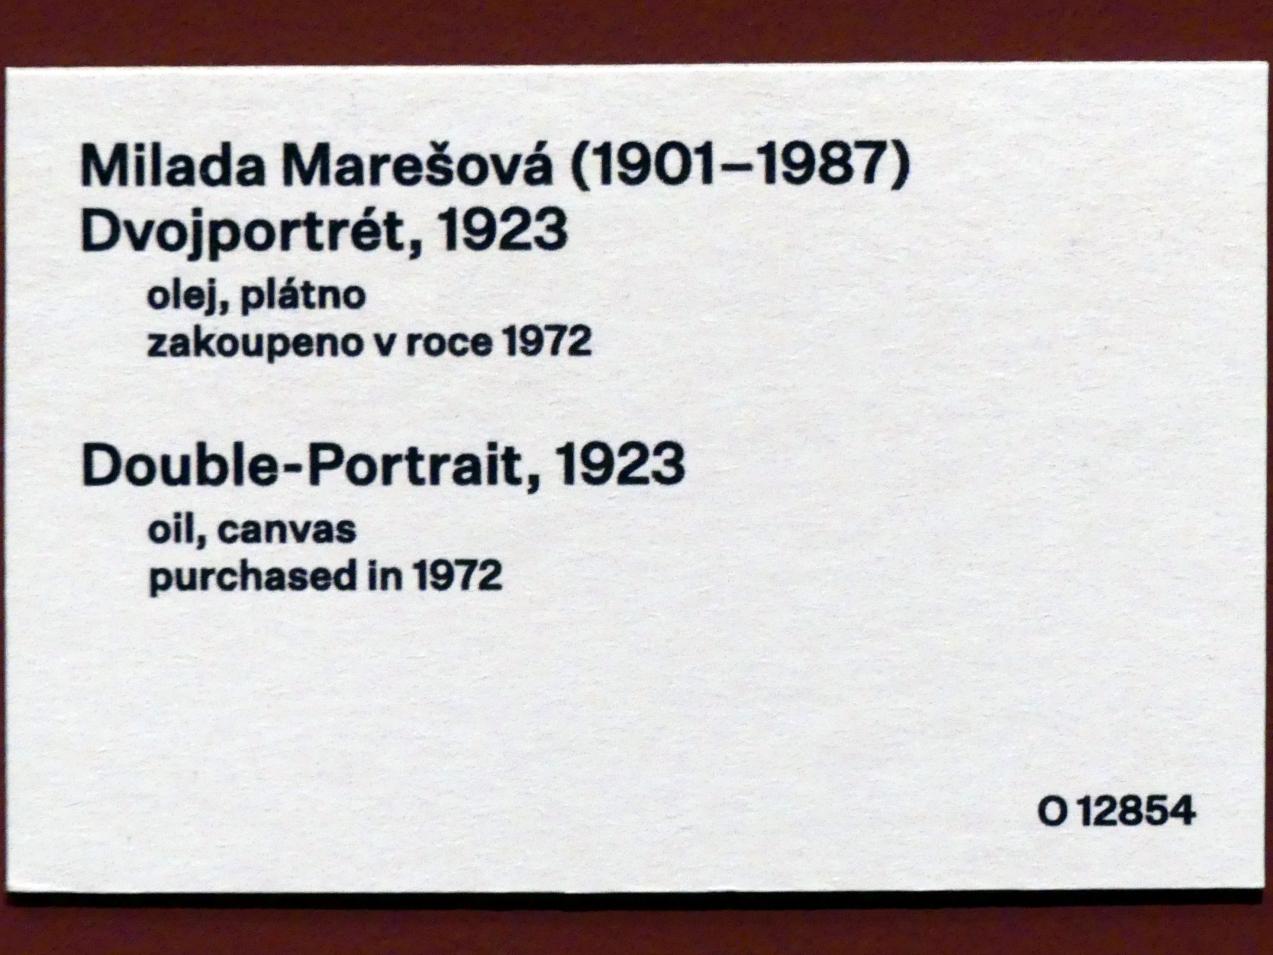 Milada Marešová (1901–1987)
Dvojportrét, 1923
olej, plátno
zakoupeno v roce 1972
Double-Portrait, 1923
oil, canvas
purchased in 1972
O 12854